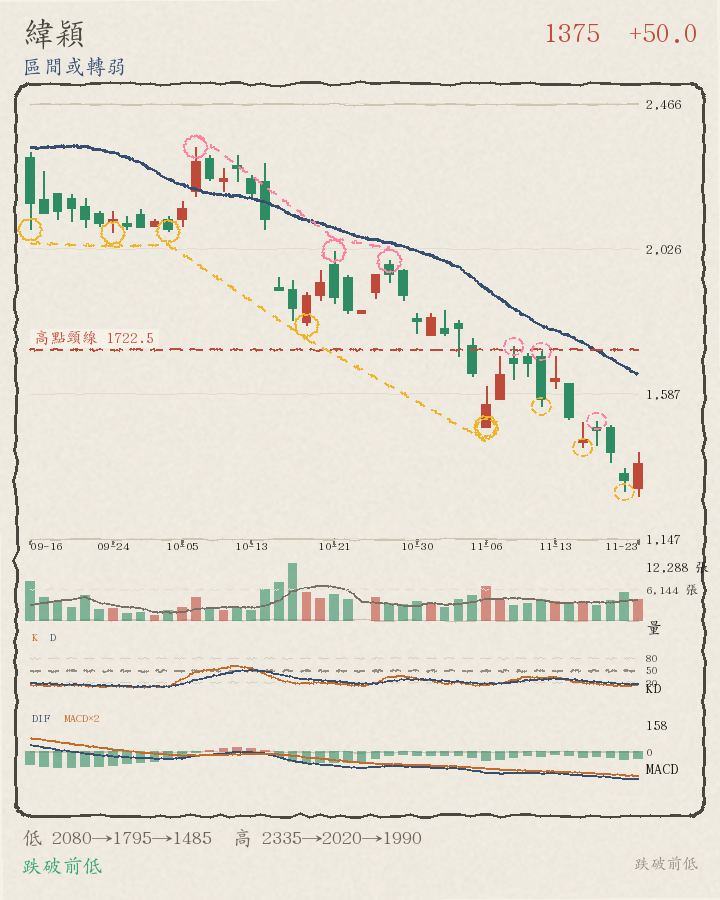 緯穎
1375 +50.0
區間或轉弱
2,466
2,026
高點頸線 1722.5
1,587
1,147
09-16 09-24 10-05 10-13 10-21 10-30 11-06 11-13 11-23
12,288 張
6,144 張
量
K D
80
50
20
KD
DIF MACD×2
158
0
MACD
低 2080→1795→1485 高 2335→2020→1990
跌破前低
跌破前低